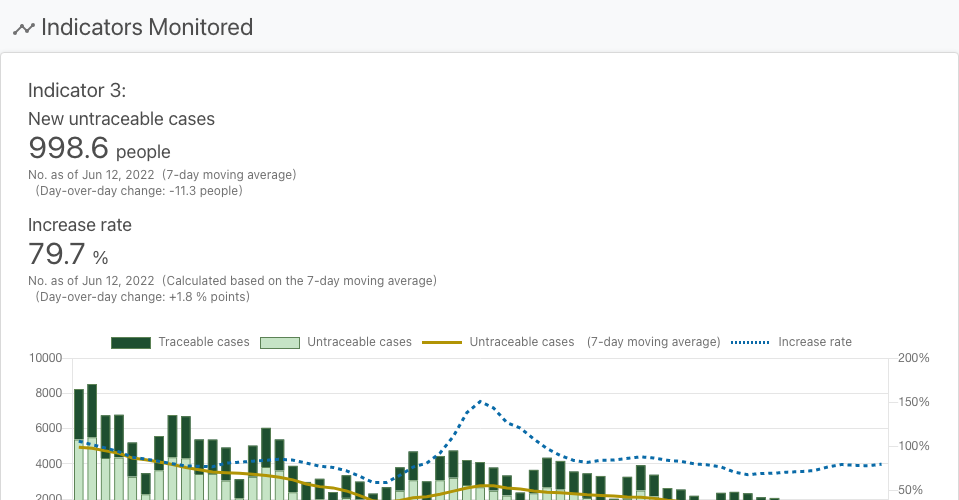 Indicators Monitored
Indicator 3:
New untraceable cases
998.6 people
No. as of Jun 12, 2022 (7-day moving average)
(Day-over-day change: -11.3 people)
Increase rate
79.7 %
No. as of Jun 12, 2022 (Calculated based on the 7-day moving average)
(Day-over-day change: +1.8 % points)
Traceable cases Untraceable cases Untraceable cases (7-day moving average) Increase rate
10000 200%
8000
150%
6000
100%
4000
50%
2000